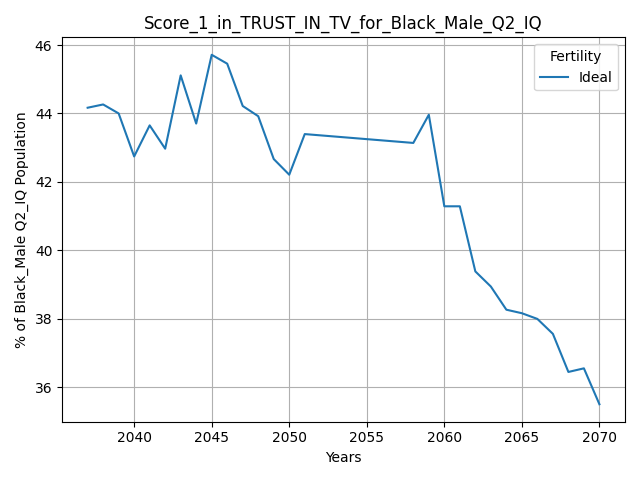 Score_1_in_TRUST_IN_TV_for_Black_Male_Q2_IQ
Fertility
Ideal
% of Black_Male Q2_IQ Population
46
44
42
40
38
36
2040
2045
2050
2055
2060
2065
2070
Years